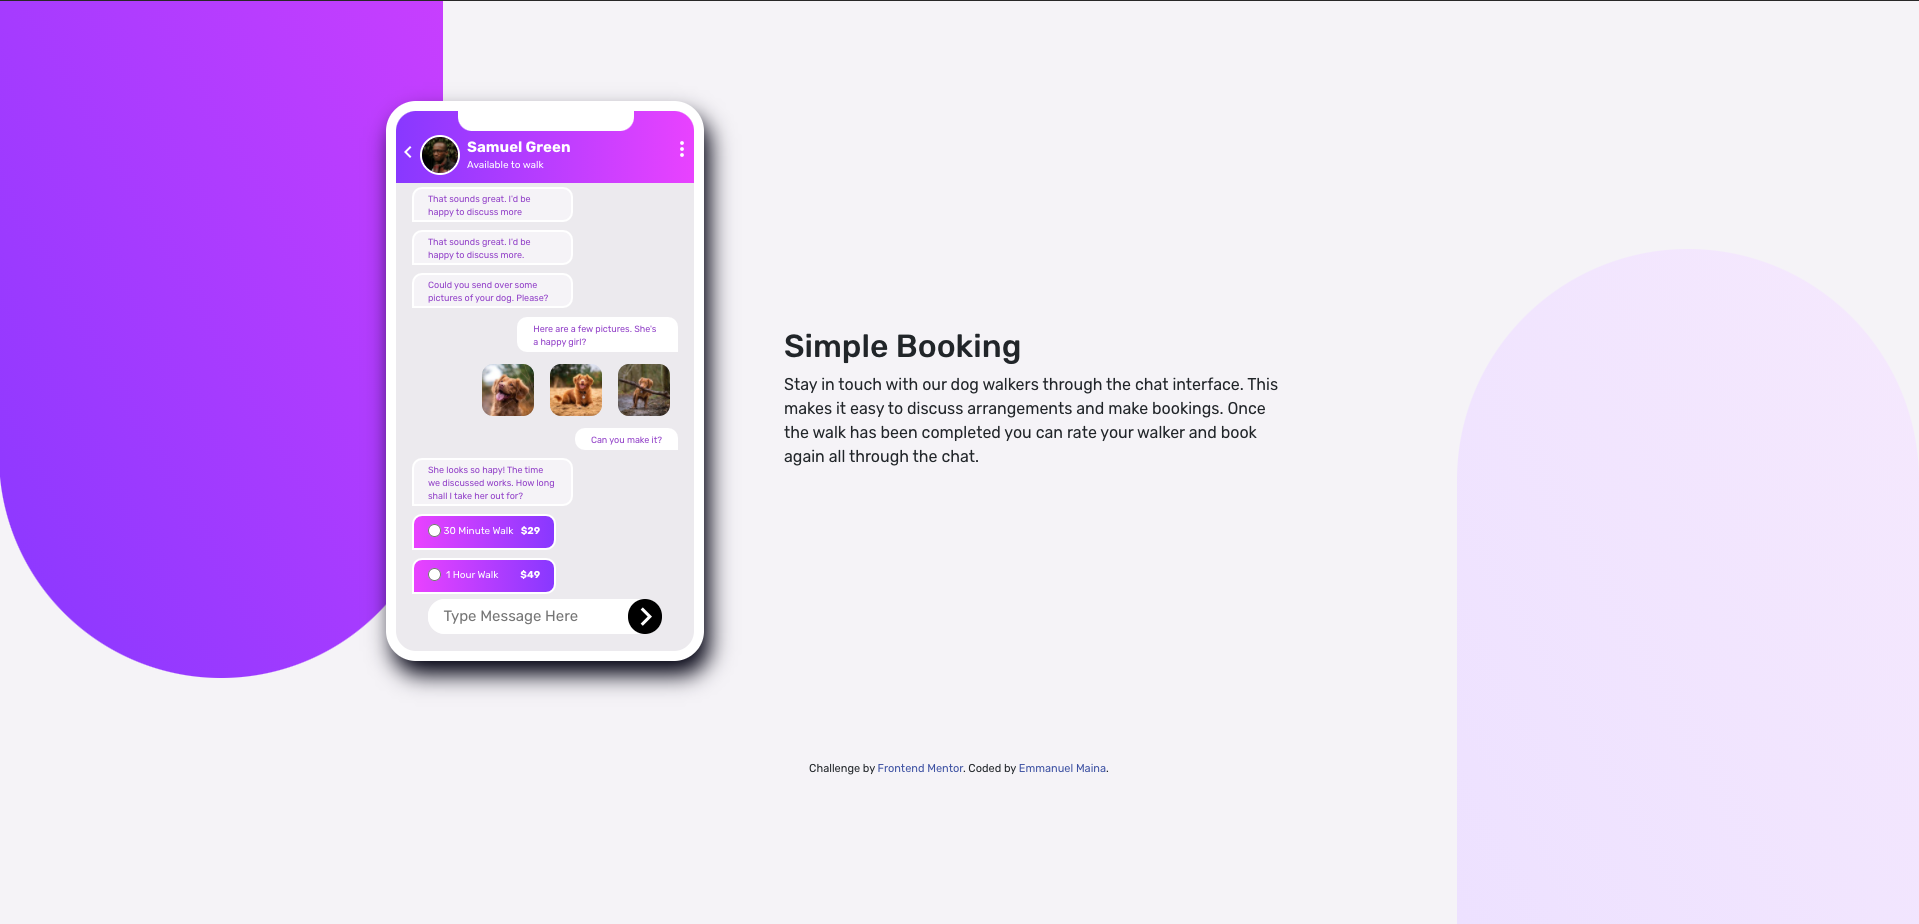 Samuel Green
Available to walk
That sounds great. I'd be
happy to discuss more
That sounds great. I'd be
happy to discuss more.
Could you send over some
pictures of your dog. Please?
Here are a few pictures. She's
a happy girl?
Can you make it?
She looks so hapy! The time
we discussed works. How long
shall I take her out for?
30 Minute Walk $29
1 Hour Walk $49
Type Message Here
Simple Booking
Stay in touch with our dog walkers through the chat interface. This
makes it easy to discuss arrangements and make bookings. Once
the walk has been completed you can rate your walker and book
again all through the chat.
Challenge by Frontend Mentor. Coded by Emmanuel Maina.